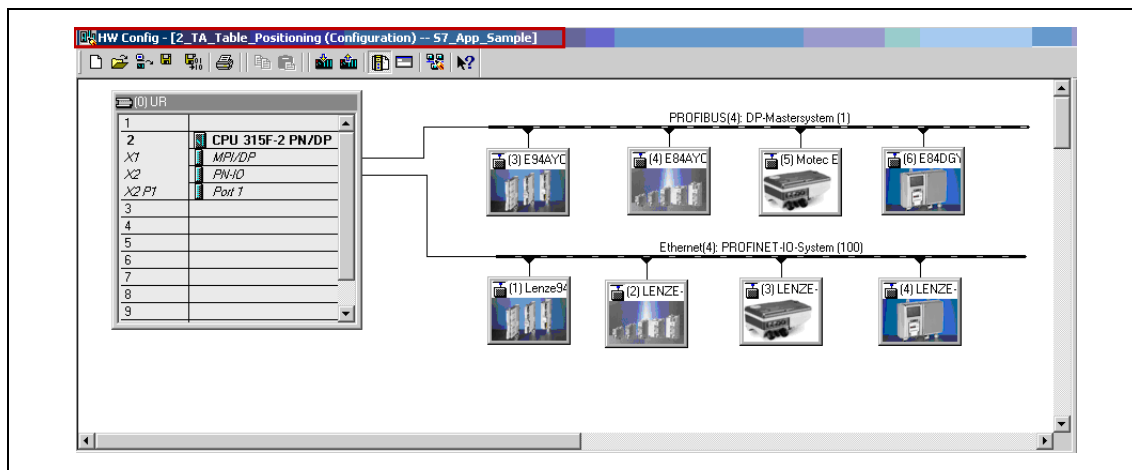 HW Config - [2_TA_Table_Positioning (Configuration) -- S7_App_Sample]
(0) UR
1
2 CPU 315F-2 PN/DP
X1 MPI/DP
X2 PN-IO
X2 P1 Port 1
3
4
5
6
7
8
9
PROFIBUS(4): DP-Mastersystem (1)
(3) E94AYC
(4) E84AYC
(5) Motec E
(6) E84DGV
Ethernet(4): PROFINET-IO-System (100)
(1) Lenze94
(2) LENZE-
(3) LENZE-
(4) LENZE-